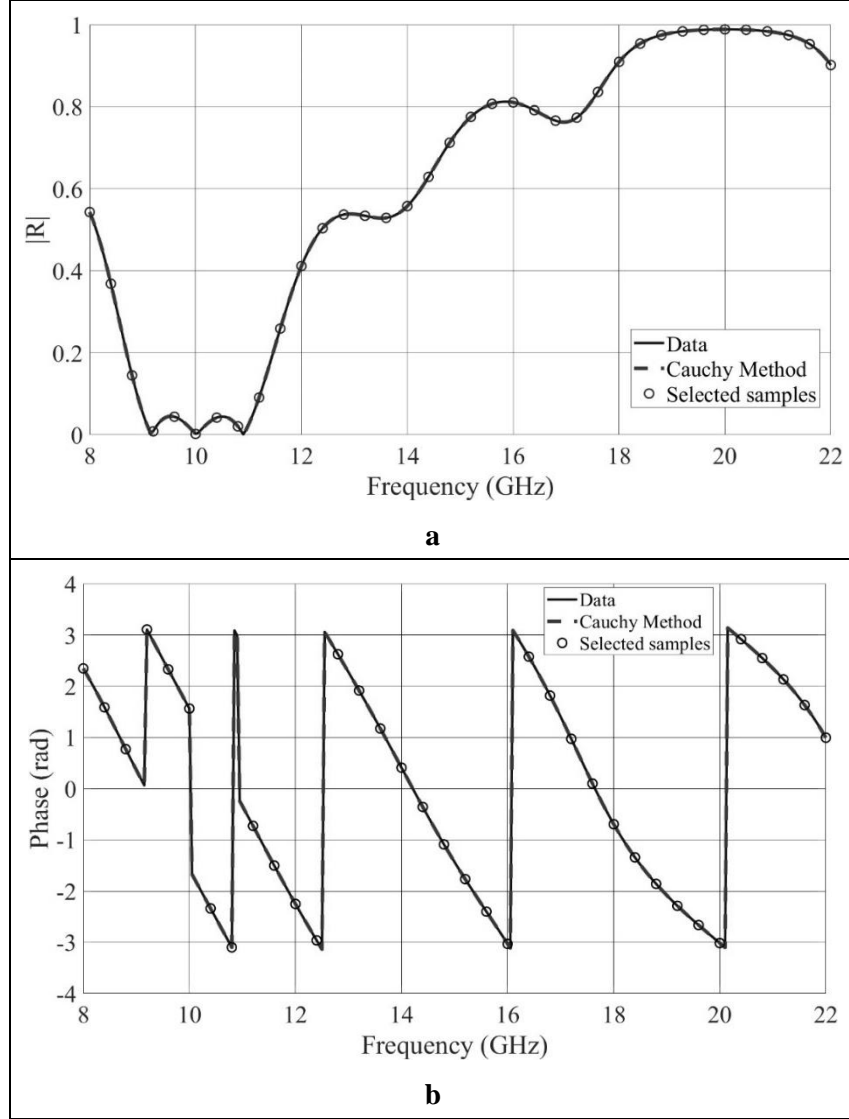 1
0.8
0.6
0.4
0.2
0
|R|
8 10 12 14 16 18 20 22
Frequency (GHz)
Data
Cauchy Method
Selected samples
a
4
3
2
1
0
-1
-2
-3
-4
Phase (rad)
8 10 12 14 16 18 20 22
Frequency (GHz)
Data
Cauchy Method
Selected samples
b